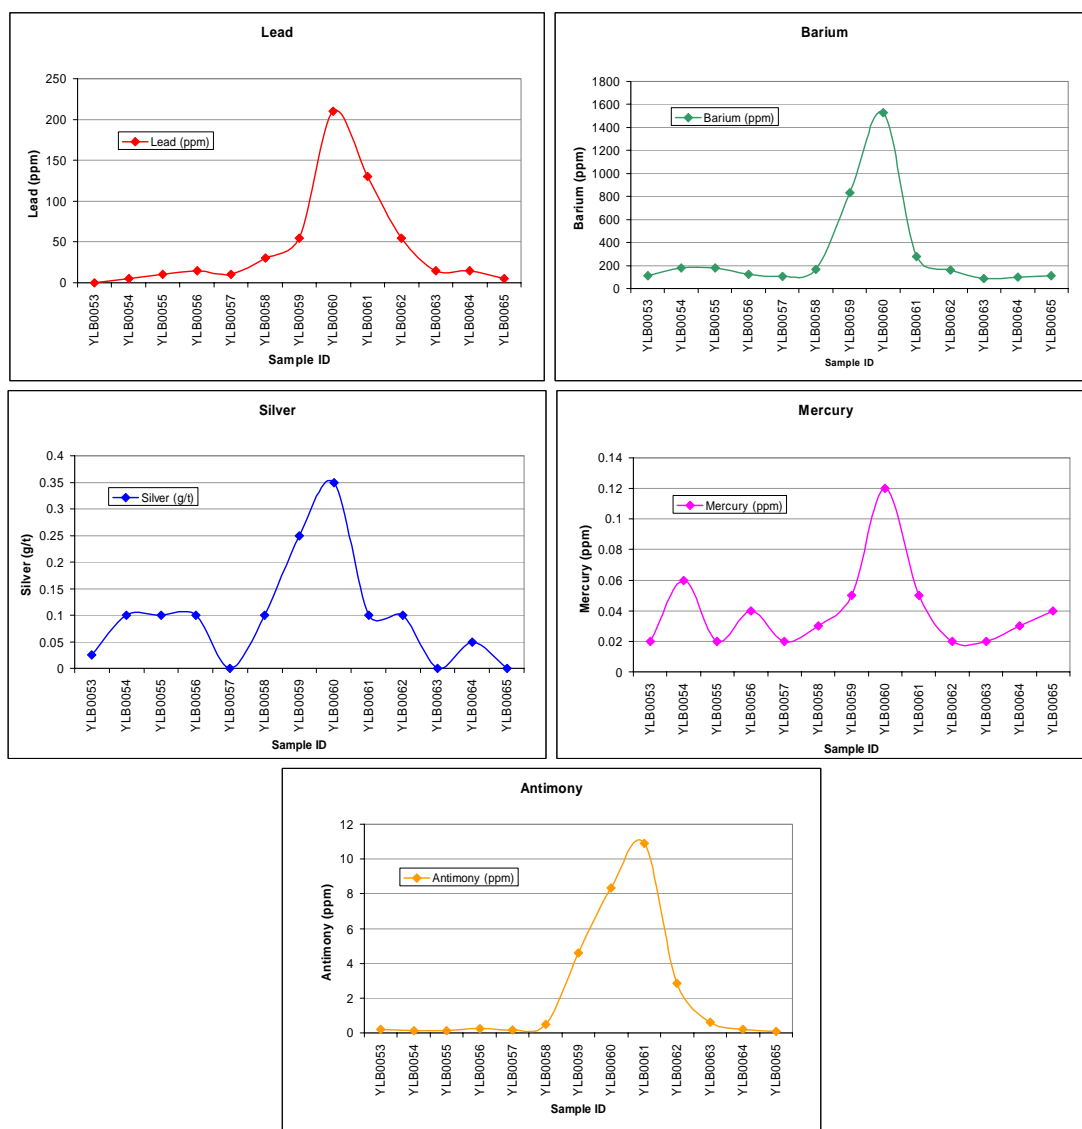 Lead
250
200
150
100
50
0
Lead (ppm)
Lead (ppm)
YLB0053
YLB0054
YLB0055
YLB0056
YLB0057
YLB0058
YLB0059
YLB0060
YLB0061
YLB0062
YLB0063
YLB0064
YLB0065
Sample ID
Barium
1800
1600
1400
1200
1000
800
600
400
200
0
Barium (ppm)
Barium (ppm)
YLB0053
YLB0054
YLB0055
YLB0056
YLB0057
YLB0058
YLB0059
YLB0060
YLB0061
YLB0062
YLB0063
YLB0064
YLB0065
Sample ID
Silver
0.4
0.35
0.3
0.25
0.2
0.15
0.1
0.05
0
Silver (g/t)
Silver (g/t)
YLB0053
YLB0054
YLB0055
YLB0056
YLB0057
YLB0058
YLB0059
YLB0060
YLB0061
YLB0062
YLB0063
YLB0064
YLB0065
Sample ID
Mercury
0.14
0.12
0.1
0.08
0.06
0.04
0.02
0
Mercury (ppm)
Mercury (ppm)
YLB0053
YLB0054
YLB0055
YLB0056
YLB0057
YLB0058
YLB0059
YLB0060
YLB0061
YLB0062
YLB0063
YLB0064
YLB0065
Sample ID
Antimony
12
10
8
6
4
2
0
Antimony (ppm)
Antimony (ppm)
YLB0053
YLB0054
YLB0055
YLB0056
YLB0057
YLB0058
YLB0059
YLB0060
YLB0061
YLB0062
YLB0063
YLB0064
YLB0065
Sample ID